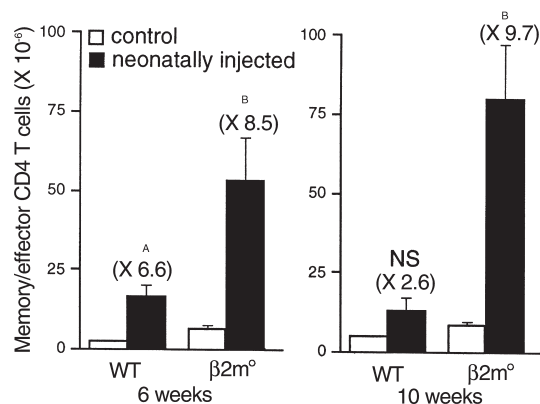 Memory/effector CD4 T cells (X 10⁻⁶)
100
75
50
25
0
control
neonatally injected
A
(X 6.6)
B
(X 8.5)
WT
β2m°
6 weeks
100
75
50
25
0
NS
(X 2.6)
B
(X 9.7)
WT
β2m°
10 weeks